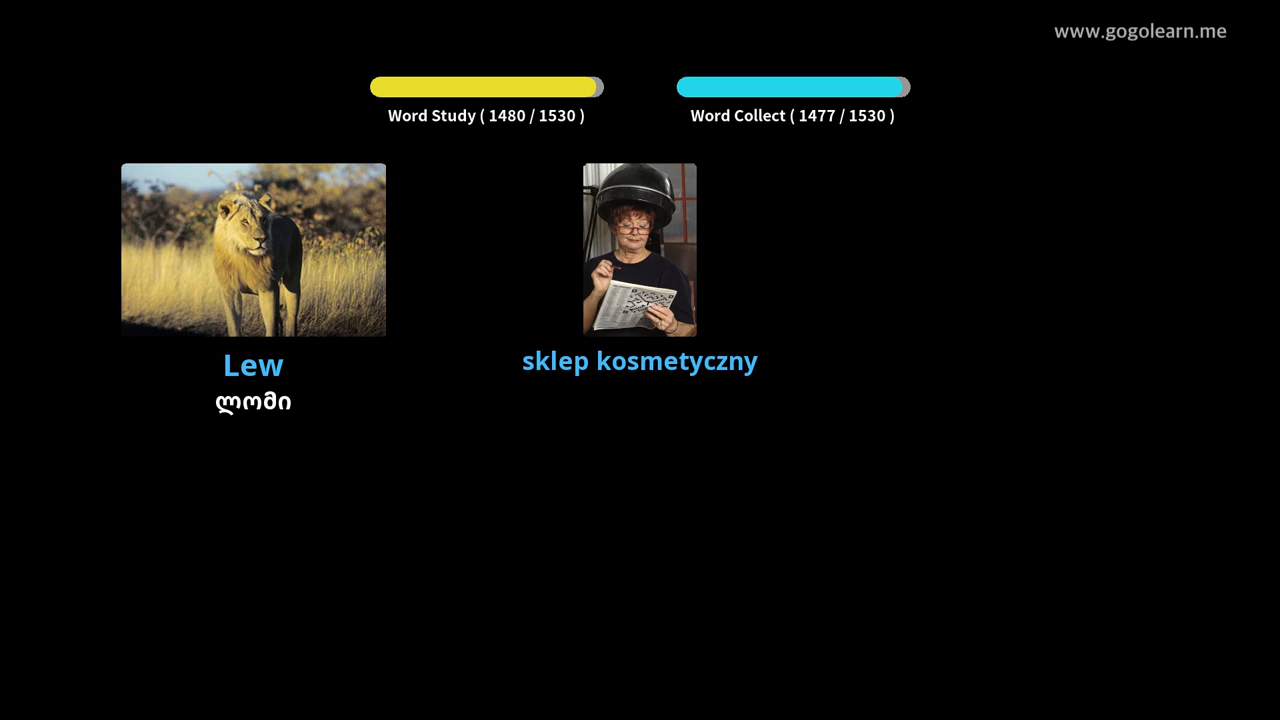 www.gogolearn.me
Word Study ( 1480 / 1530 )
Word Collect ( 1477 / 1530 )
Lew
ლომი
sklep kosmetyczny